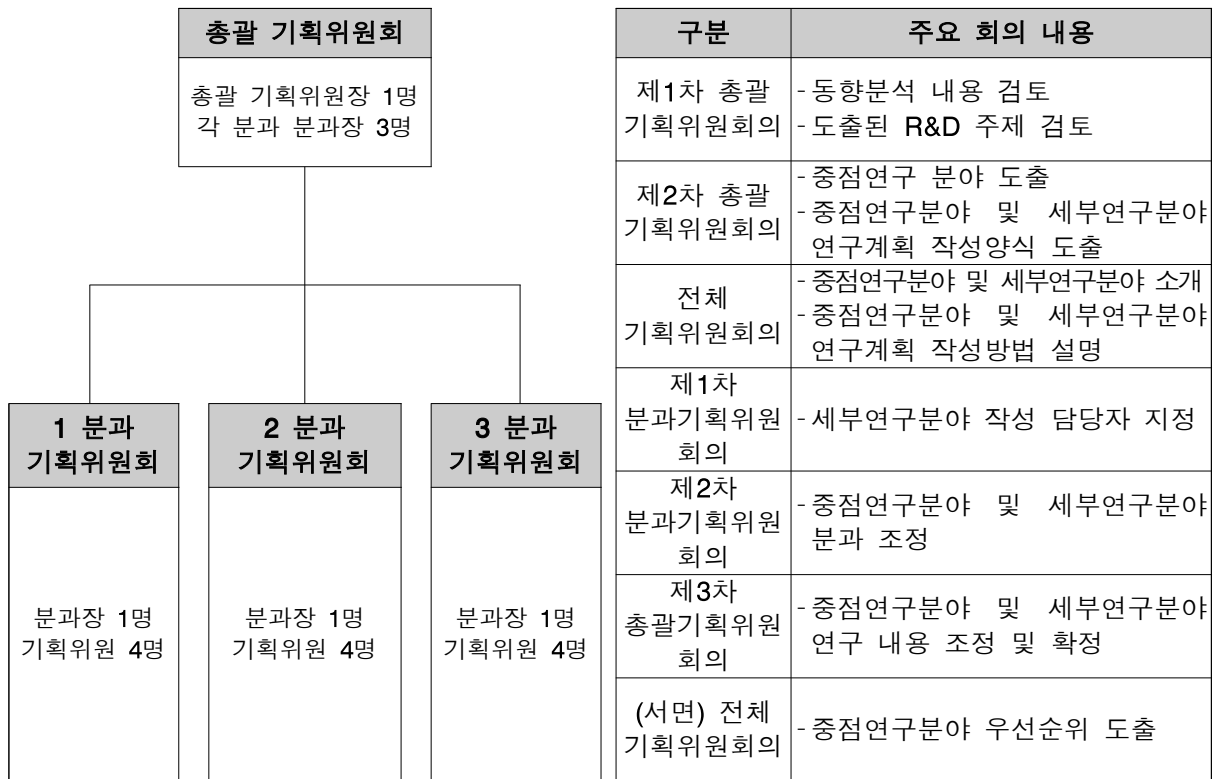 총괄 기획위원회
총괄 기획위원장 1명
각 분과 분과장 3명
1 분과
기획위원회
분과장 1명
기획위원 4명
2 분과
기획위원회
분과장 1명
기획위원 4명
3 분과
기획위원회
분과장 1명
기획위원 4명
구분
주요 회의 내용
제1차 총괄
기획위원회의
- 동향분석 내용 검토
- 도출된 R&D 주제 검토
제2차 총괄
기획위원회의
- 중점연구 분야 도출
- 중점연구분야 및 세부연구분야
연구계획 작성양식 도출
전체
기획위원회의
- 중점연구분야 및 세부연구분야 소개
- 중점연구분야 및 세부연구분야
연구계획 작성방법 설명
제1차
분과기획위원
회의
- 세부연구분야 작성 담당자 지정
제2차
분과기획위원
회의
- 중점연구분야 및 세부연구분야
분과 조정
제3차
총괄기획위원
회의
- 중점연구분야 및 세부연구분야
연구 내용 조정 및 확정
(서면) 전체
기획위원회의
- 중점연구분야 우선순위 도출